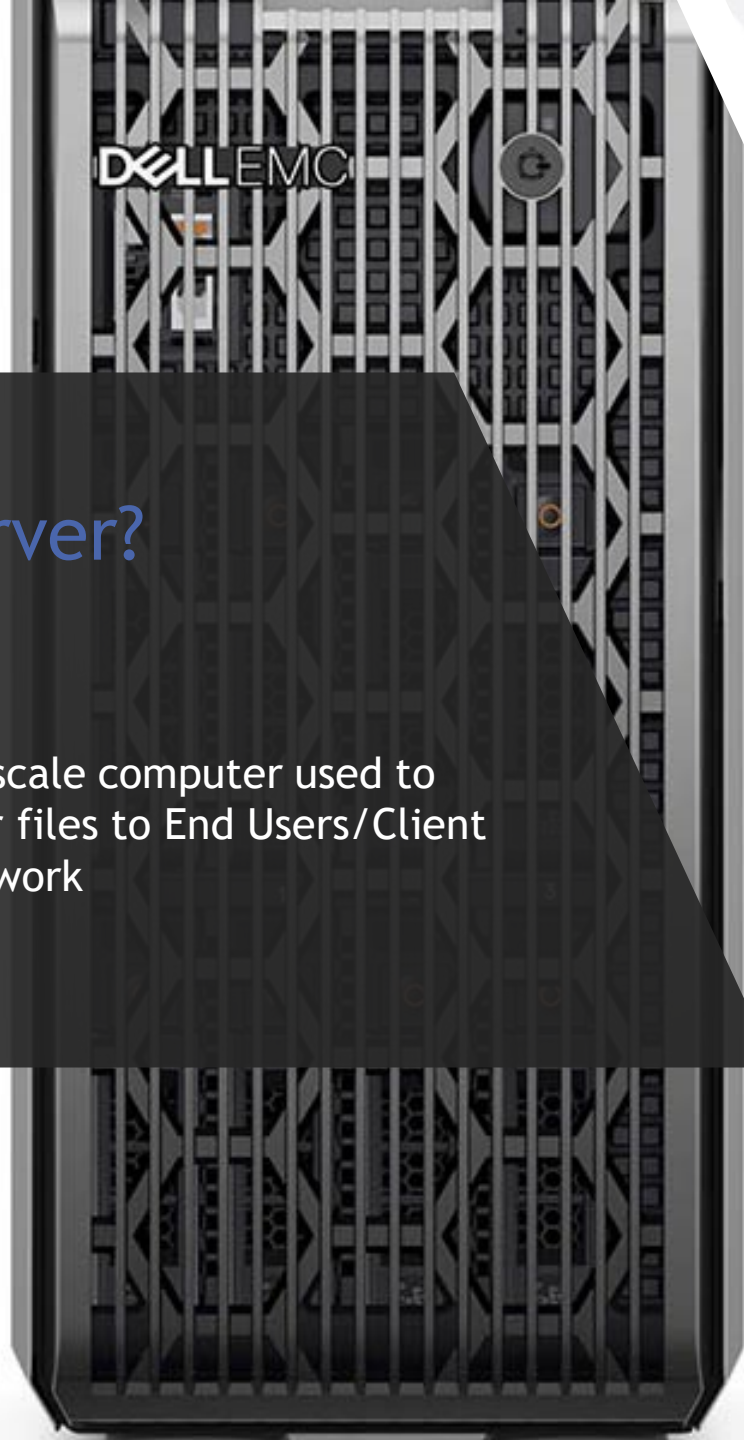 DELLEMC
rver?
scale computer used to
r files to End Users/Client
work